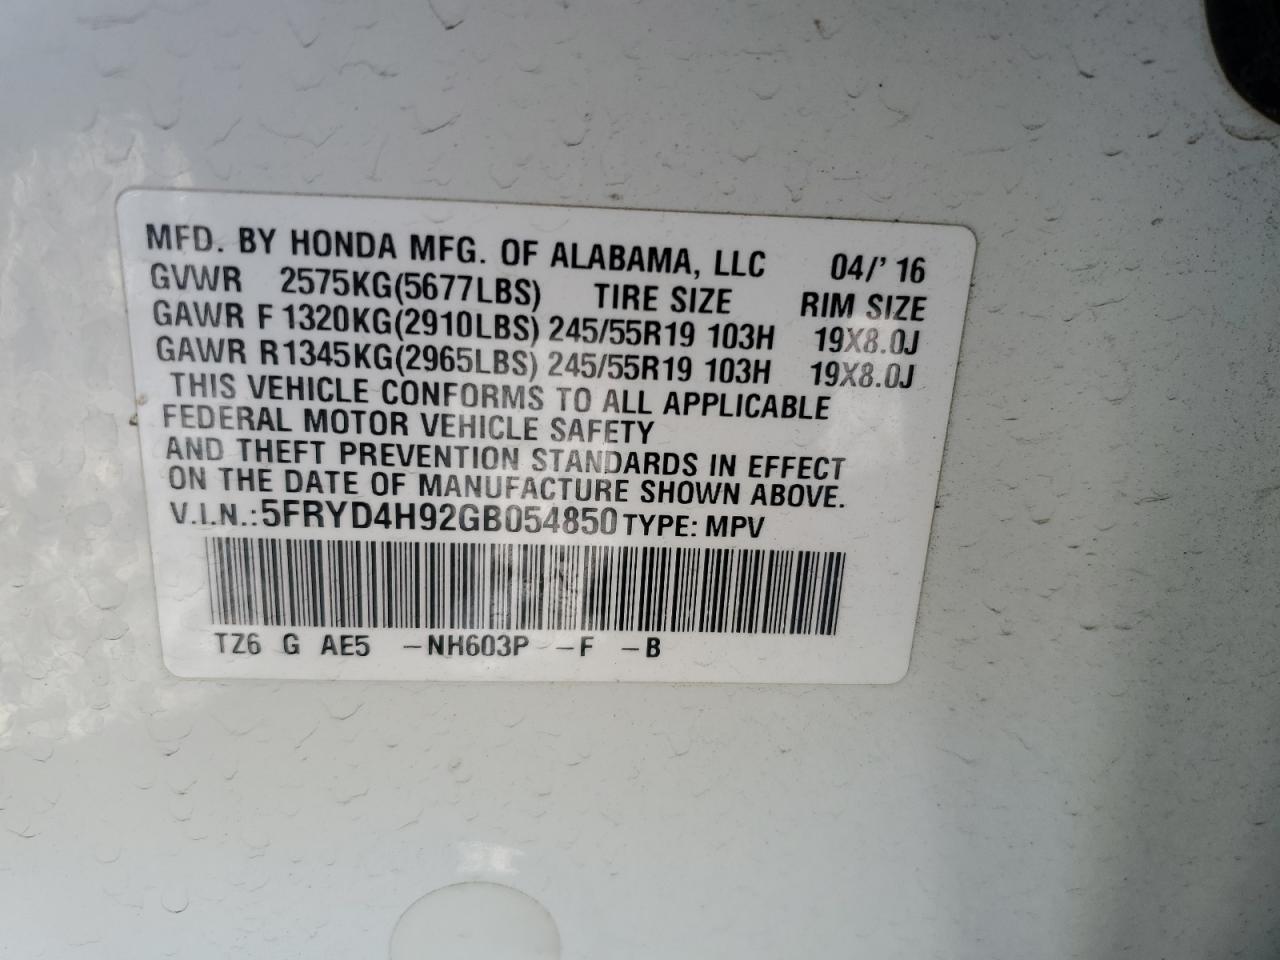 MFD. BY HONDA MFG. OF ALABAMA, LLC 04/' 16
GVWR 2575KG(5677LBS) TIRE SIZE RIM SIZE
GAWR F 1320KG(2910LBS) 245/55R19 103H 19X8.0J
GAWR R 1345KG(2965LBS) 245/55R19 103H 19X8.0J
THIS VEHICLE CONFORMS TO ALL APPLICABLE
FEDERAL MOTOR VEHICLE SAFETY
AND THEFT PREVENTION STANDARDS IN EFFECT
ON THE DATE OF MANUFACTURE SHOWN ABOVE.
V.I.N.:5FRYD4H92GB054850 TYPE: MPV
TZ6 G AE5 -NH603P -F -B